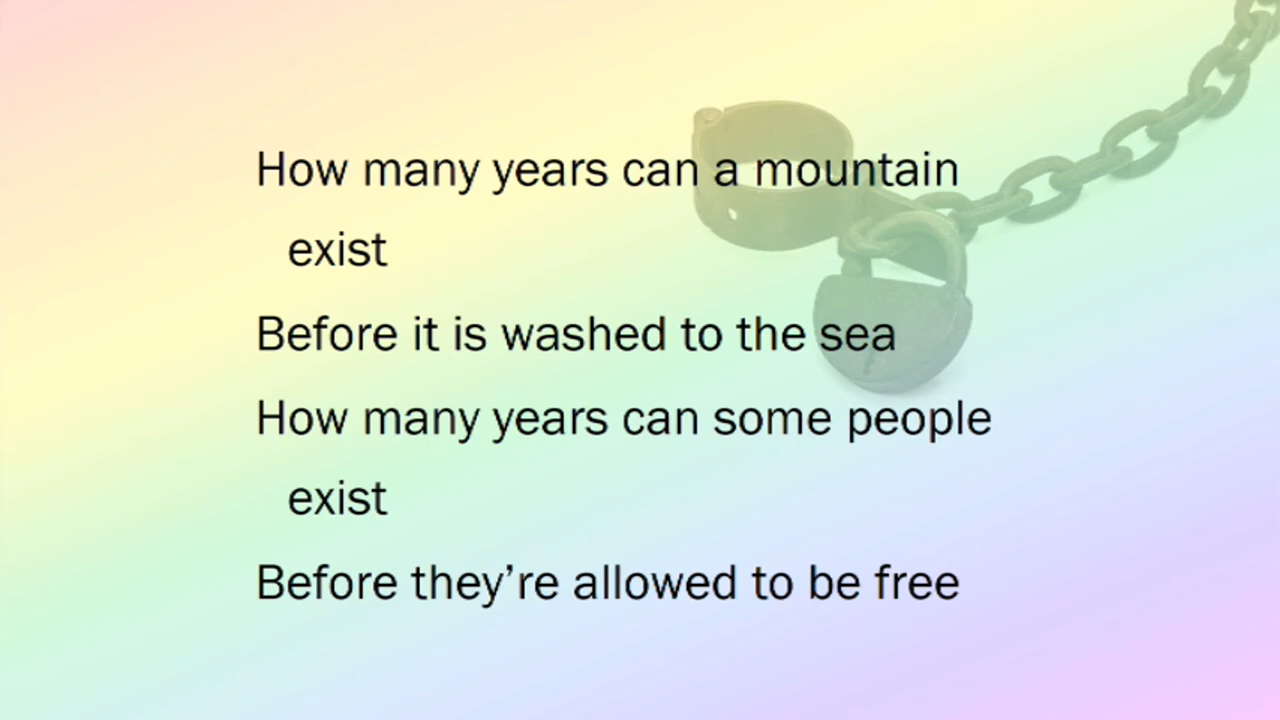 How many years can a mountain
exist
Before it is washed to the sea
How many years can some people
exist
Before they’re allowed to be free